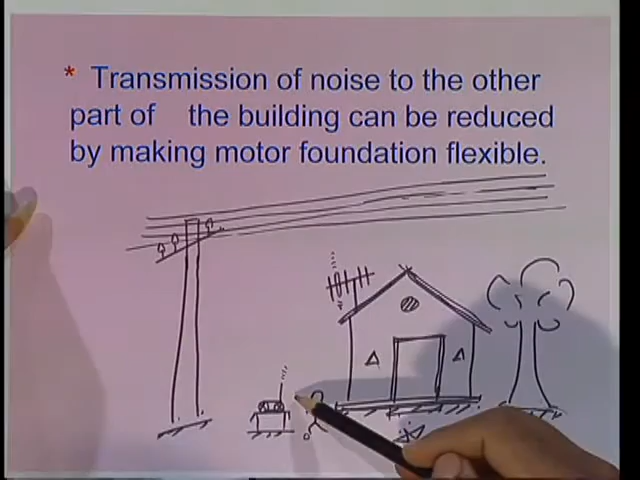 * Transmission of noise to the other
part of the building can be reduced
by making motor foundation flexible.